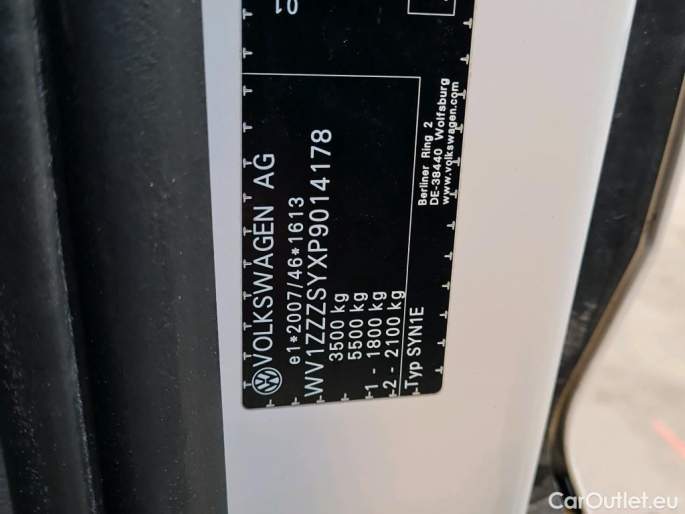 VOLKSWAGEN AG
e1*2007/46*1613
WV1ZZZSYXP9014178
3500 kg
5500 kg
1 - 1800 kg
2 - 2100 kg
Typ SYN1E
Berliner Ring 2
DE-38440 Wolfsburg
www.volkswagen.com
CarOutlet.eu